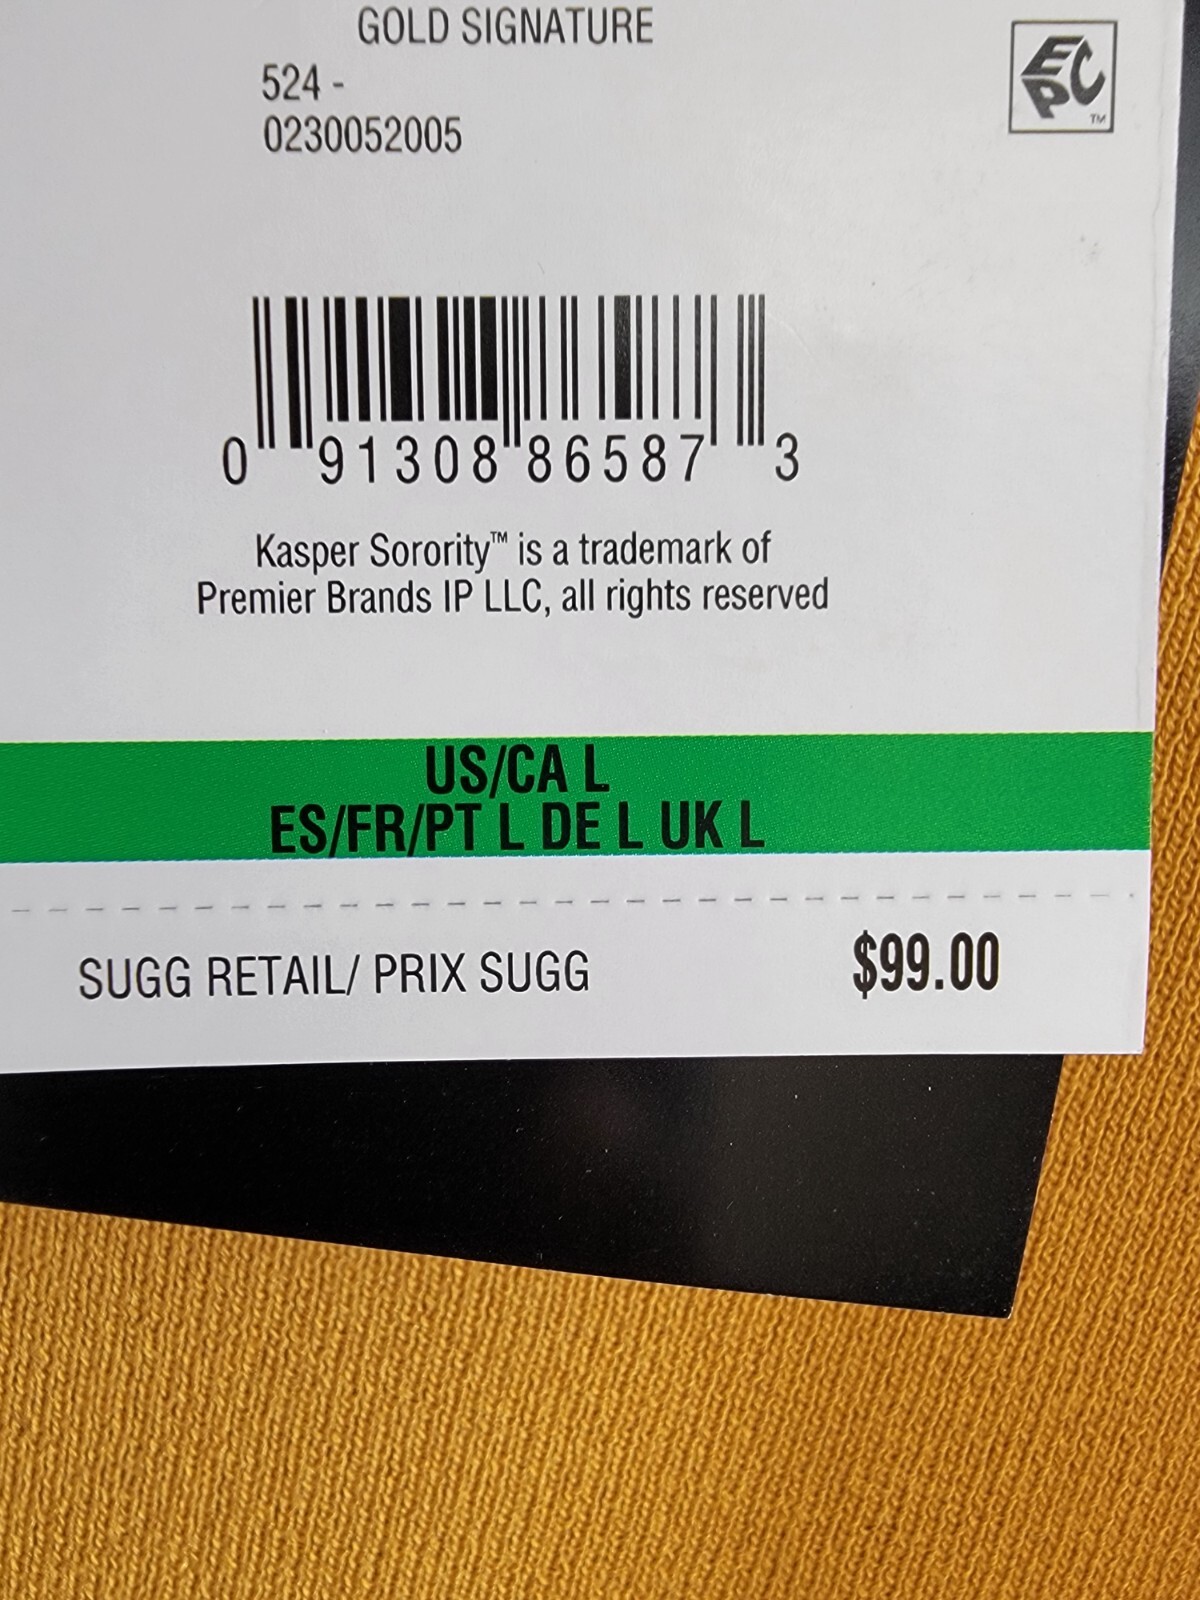 GOLD SIGNATURE
524 -
0230052005
EPC
TM
0 91308 86587 3
Kasper Sorority™ is a trademark of
Premier Brands IP LLC, all rights reserved
US/CA L
ES/FR/PT L DE L UK L
SUGG RETAIL/ PRIX SUGG $99.00